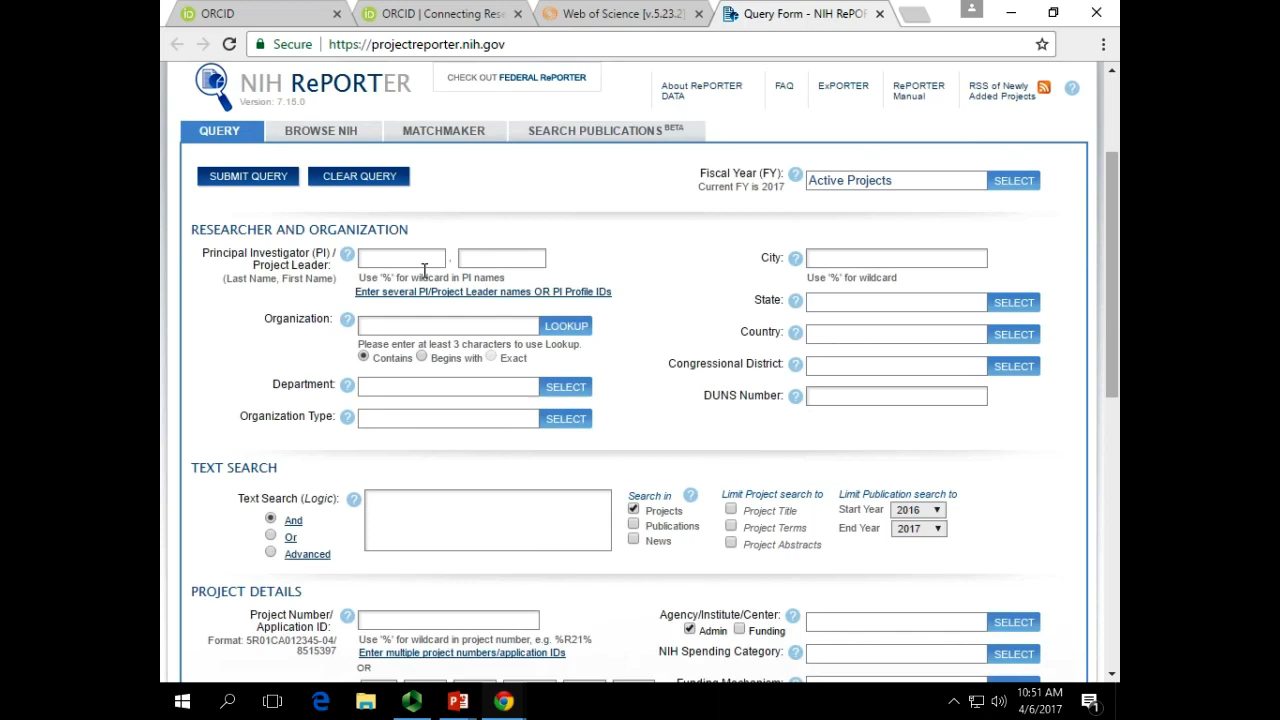 ORCID
ORCID | Connecting Rese
Web of Science [v.5.23.2]
Query Form - NIH RePOR
Secure
https://projectreporter.nih.gov
NIH RePORTER
Version: 7.15.0
CHECK OUT FEDERAL RePORTER
About RePORTER DATA
FAQ
ExPORTER
RePORTER Manual
RSS of Newly Added Projects
QUERY
BROWSE NIH
MATCHMAKER
SEARCH PUBLICATIONS BETA
SUBMIT QUERY
CLEAR QUERY
Fiscal Year (FY):
Current FY is 2017
Active Projects
SELECT
RESEARCHER AND ORGANIZATION
Principal Investigator (PI) /
Project Leader:
(Last Name, First Name)
,
Use '%' for wildcard in PI names
Enter several PI/Project Leader names OR PI Profile IDs
Organization:
LOOKUP
Please enter at least 3 characters to use Lookup.
Contains
Begins with
Exact
Department:
SELECT
Organization Type:
SELECT
City:
Use '%' for wildcard
State:
SELECT
Country:
SELECT
Congressional District:
SELECT
DUNS Number:
TEXT SEARCH
Text Search (Logic):
And
Or
Advanced
Search in
Projects
Publications
News
Limit Project search to
Project Title
Project Terms
Project Abstracts
Limit Publication search to
Start Year 2016
End Year 2017
PROJECT DETAILS
Project Number/
Application ID:
Format: 5R01CA012345-04/
8515397
Use '%' for wildcard in project number, e.g. %R21%
Enter multiple project numbers/application IDs
OR
Agency/Institute/Center:
Admin
Funding
SELECT
NIH Spending Category:
SELECT
Funding Mechanism:
10:51 AM
4/6/2017